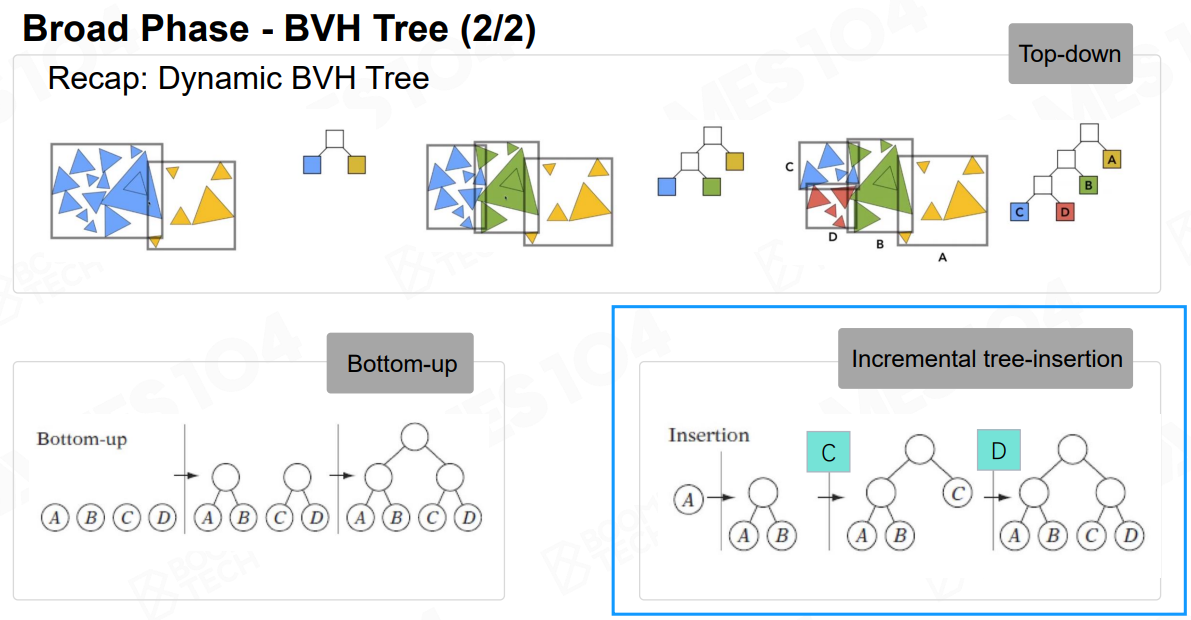 Broad Phase - BVH Tree (2/2)
Top-down
Recap: Dynamic BVH Tree
C
D
B
A
A
B
C
D
Bottom-up
Bottom-up
A B C D A B C D A B C D
Incremental tree-insertion
Insertion
C
D
A
C
A B A B A B C D